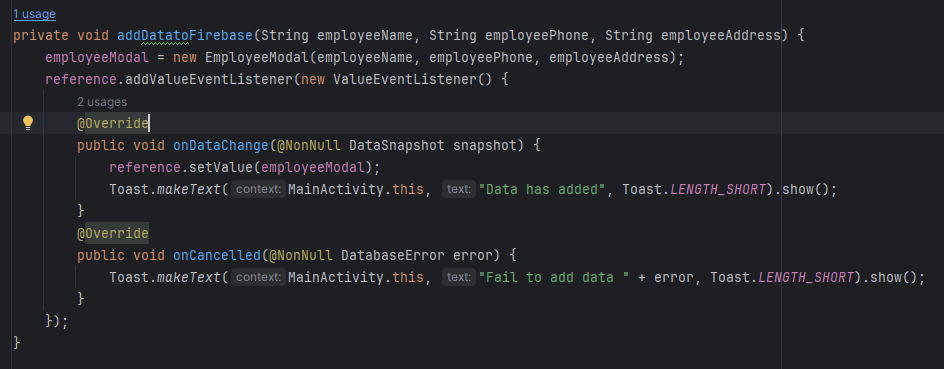 1 usage
private void addDatatoFirebase(String employeeName, String employeePhone, String employeeAddress) {
employeeModal = new EmployeeModal(employeeName, employeePhone, employeeAddress);
reference.addValueEventListener(new ValueEventListener() {
2 usages
@Override
public void onDataChange(@NonNull DataSnapshot snapshot) {
reference.setValue(employeeModal);
Toast.makeText( context: MainActivity.this, text: "Data has added", Toast.LENGTH_SHORT).show();
}
@Override
public void onCancelled(@NonNull DatabaseError error) {
Toast.makeText( context: MainActivity.this, text: "Fail to add data " + error, Toast.LENGTH_SHORT).show();
}
});
}